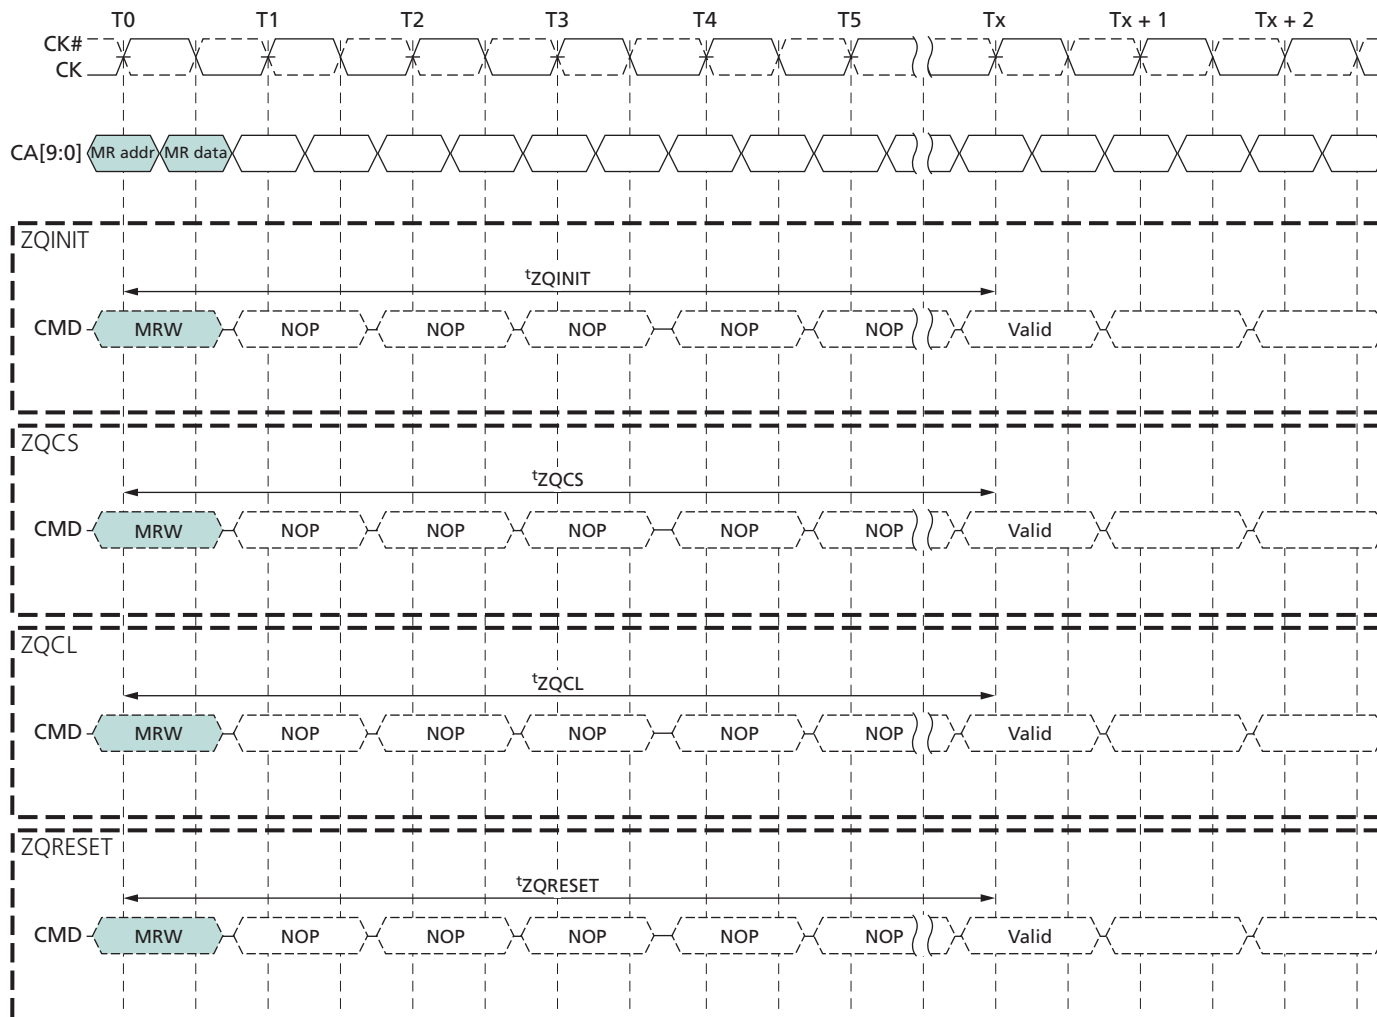 T0 T1 T2 T3 T4 T5 Tx Tx + 1 Tx + 2
CK#
CK
CA[9:0] MR addr MR data
ZQINIT
tZQINIT
CMD MRW NOP NOP NOP NOP NOP Valid
ZQCS
tZQCS
CMD MRW NOP NOP NOP NOP NOP Valid
ZQCL
tZQCL
CMD MRW NOP NOP NOP NOP NOP Valid
ZQRESET
tZQRESET
CMD MRW NOP NOP NOP NOP NOP Valid